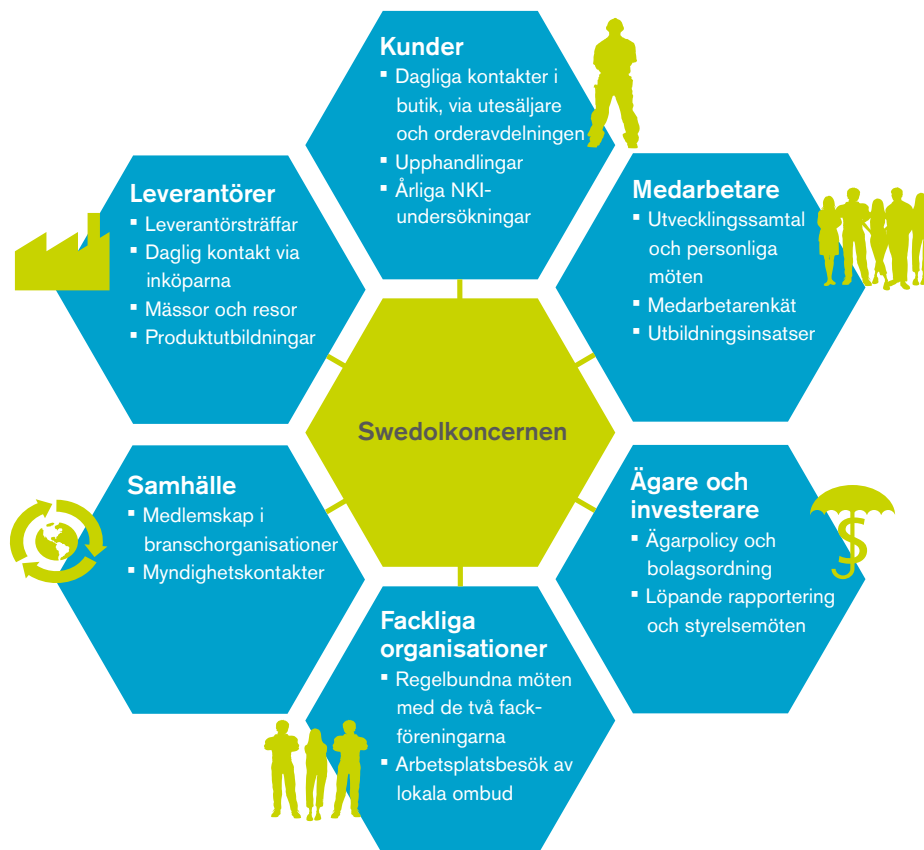 Kunder
▪ Dagliga kontakter i
butik, via utesäljare
och orderavdelningen
▪ Upphandlingar
▪ Årliga NKI-
undersökningar
Leverantörer
▪ Leverantörsträffar
▪ Daglig kontakt via
inköparna
▪ Mässor och resor
▪ Produktutbildningar
Medarbetare
▪ Utvecklingssamtal
och personliga
möten
▪ Medarbetarenkät
▪ Utbildningsinsatser
Swedolkoncernen
Samhälle
▪ Medlemskap i
branschorganisationer
▪ Myndighetskontakter
Ägare och
investerare
▪ Ägarpolicy och
bolagsordning
▪ Löpande rapportering
och styrelsemöten
$
Fackliga
organisationer
▪ Regelbundna möten
med de två fack-
föreningarna
▪ Arbetsplatsbesök av
lokala ombud